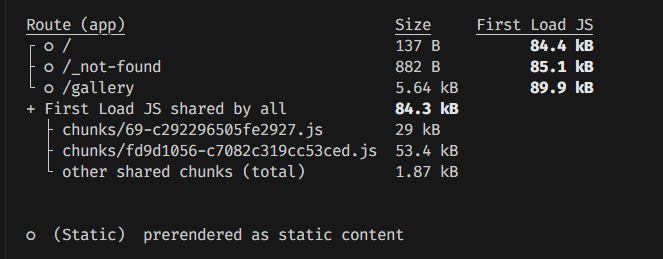 Route (app) Size First Load JS
┌ ○ / 137 B 84.4 kB
├ ○ /_not-found 882 B 85.1 kB
└ ○ /gallery 5.64 kB 89.9 kB
+ First Load JS shared by all 84.3 kB
├ chunks/69-c292296505fe2927.js 29 kB
├ chunks/fd9d1056-c7082c319cc53ced.js 53.4 kB
└ other shared chunks (total) 1.87 kB
○ (Static) prerendered as static content